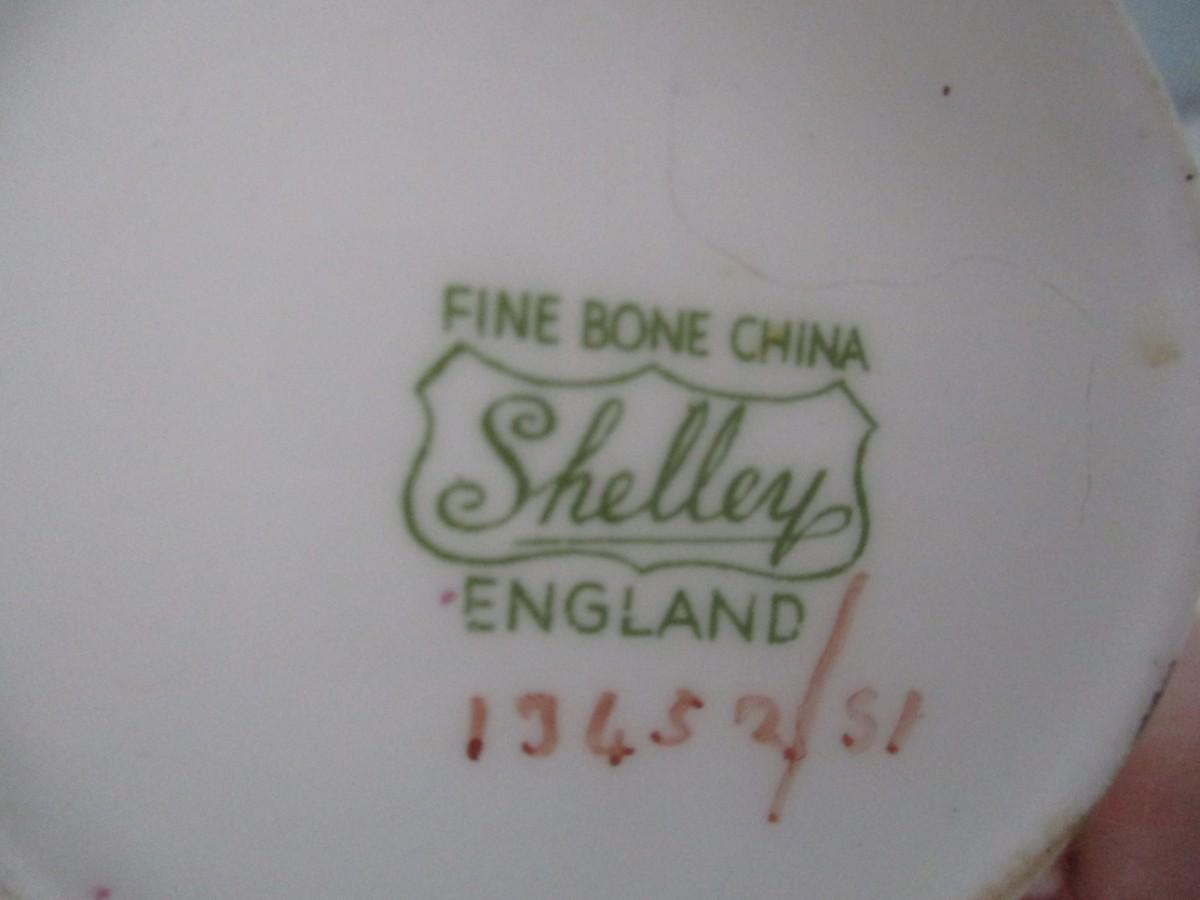 FINE BONE CHINA
Shelley
ENGLAND
13452/S1